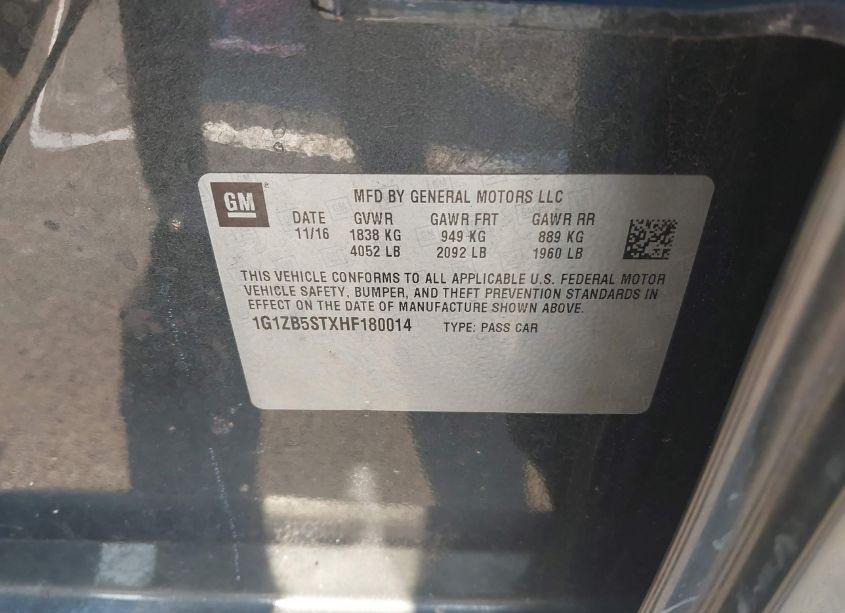 GM
MFD BY GENERAL MOTORS LLC
DATE GVWR GAWR FRT GAWR RR
11/16 1838 KG 949 KG 889 KG
4052 LB 2092 LB 1960 LB
THIS VEHICLE CONFORMS TO ALL APPLICABLE U.S. FEDERAL MOTOR
VEHICLE SAFETY, BUMPER, AND THEFT PREVENTION STANDARDS IN
EFFECT ON THE DATE OF MANUFACTURE SHOWN ABOVE.
1G1ZB5STXHF180014 TYPE: PASS CAR